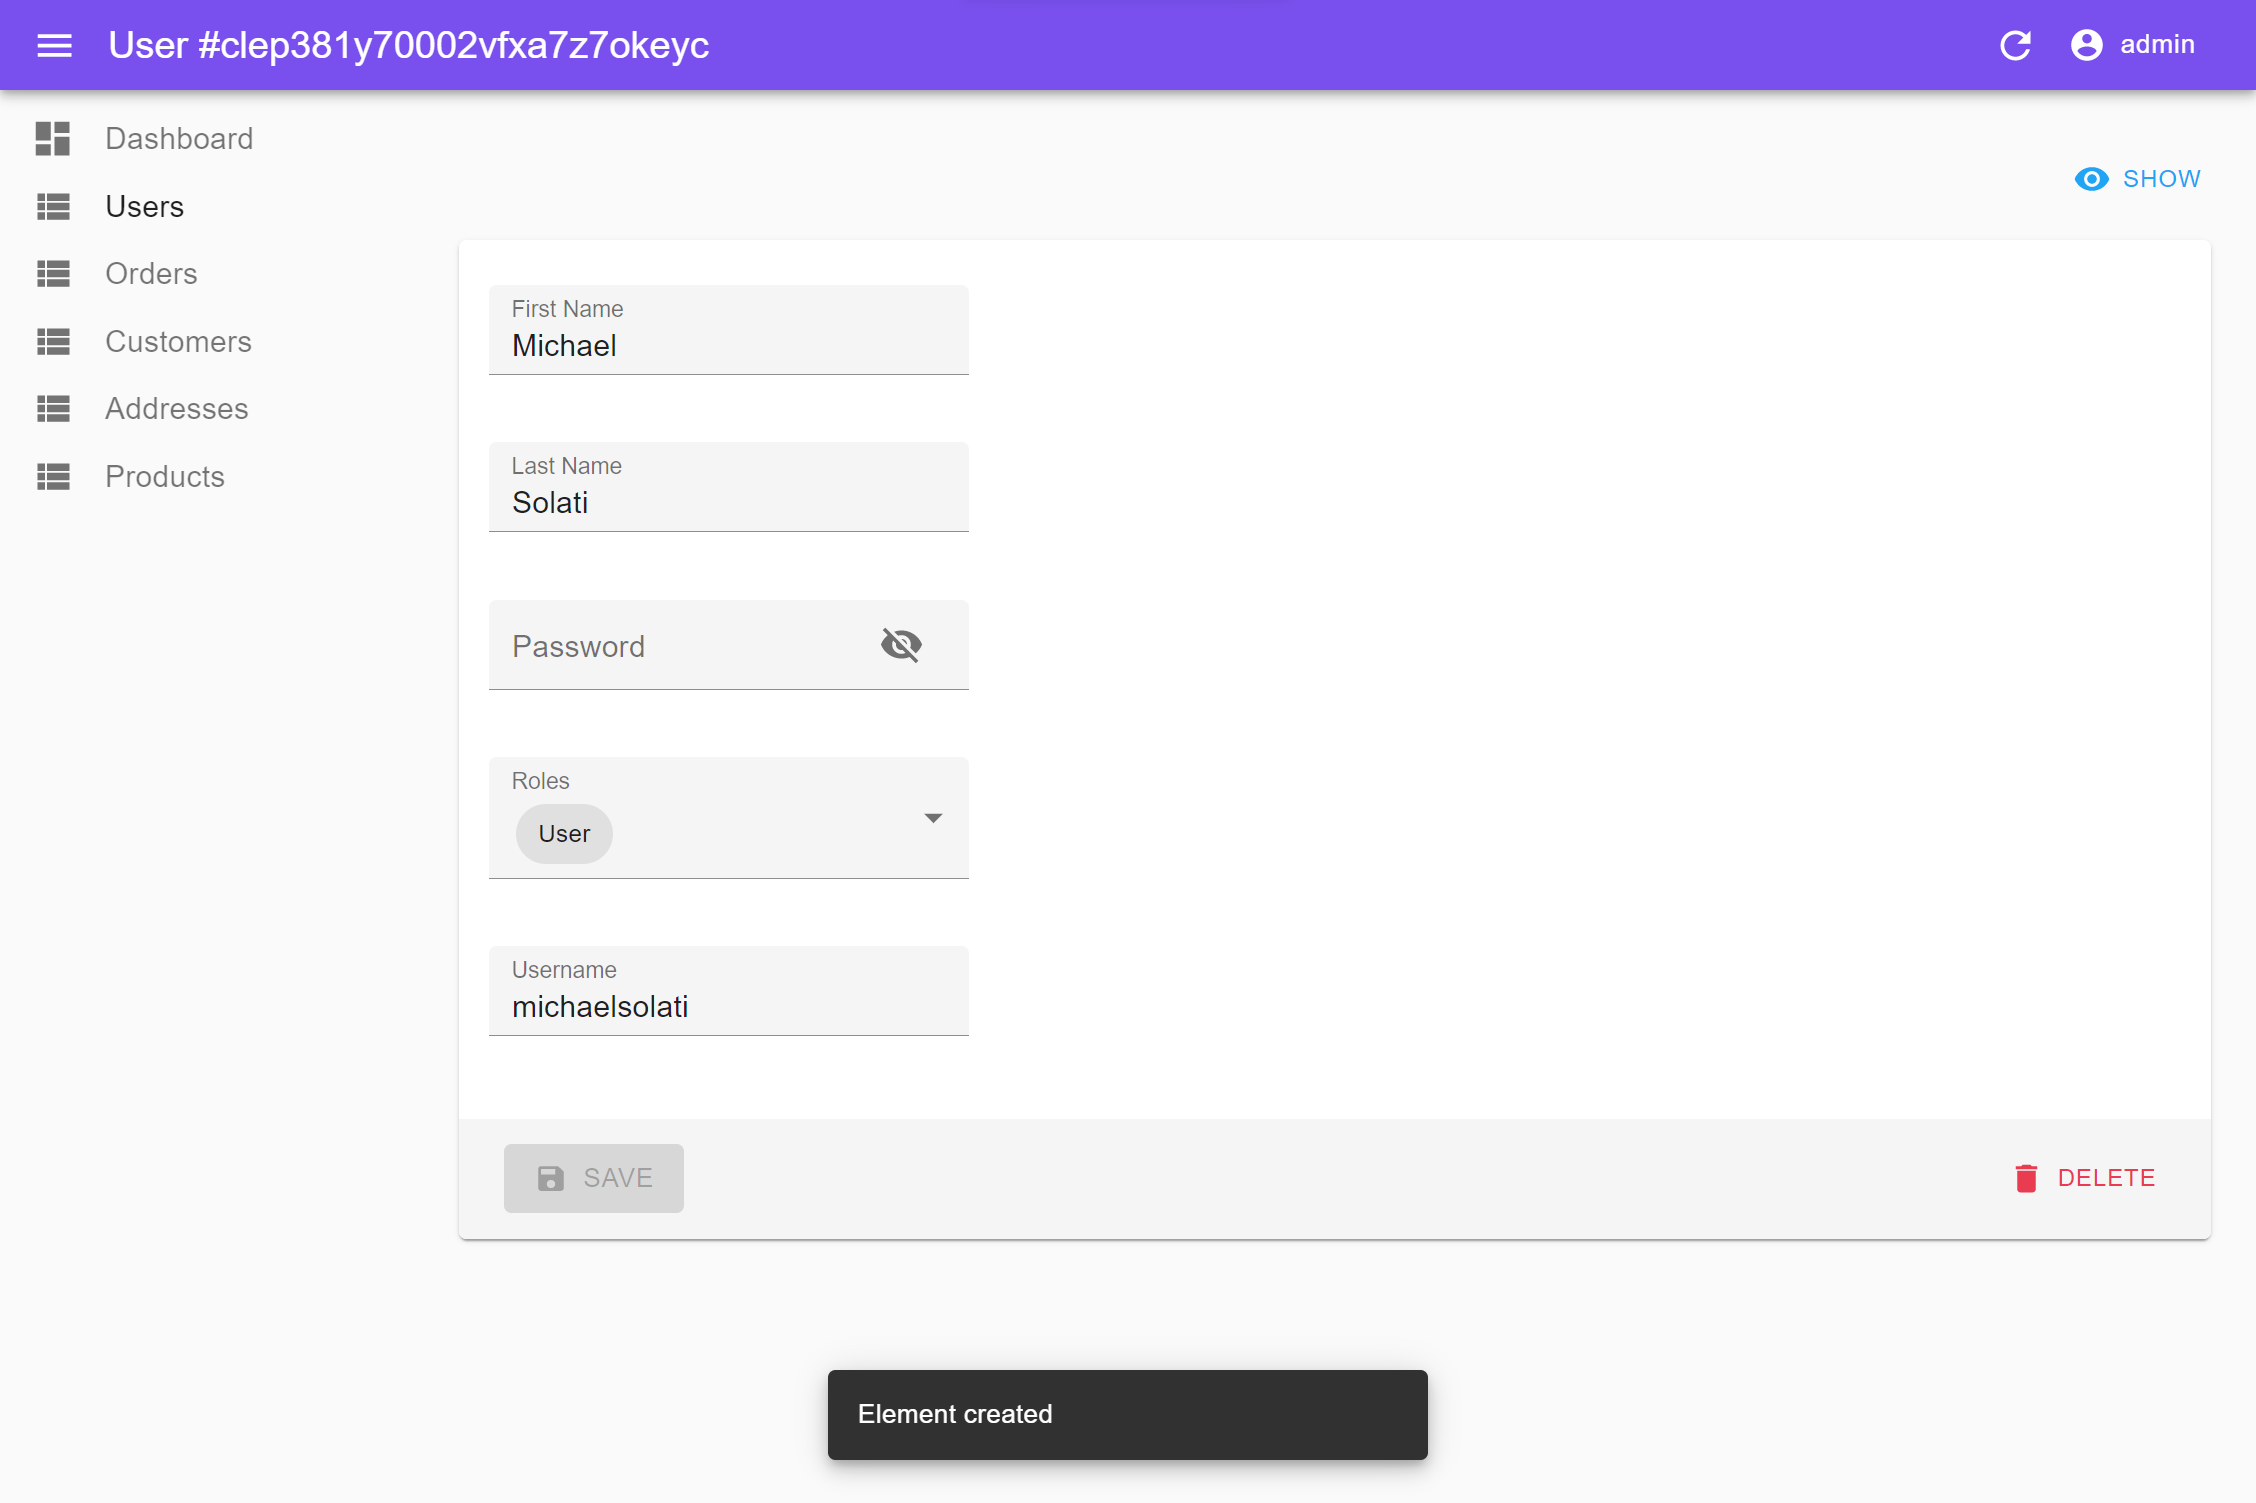 User #clep381y70002vfxa7z7okeyc
admin
Dashboard
Users
Orders
Customers
Addresses
Products
SHOW
First Name
Michael
Last Name
Solati
Password
Roles
User
Username
michaelsolati
SAVE
DELETE
Element created